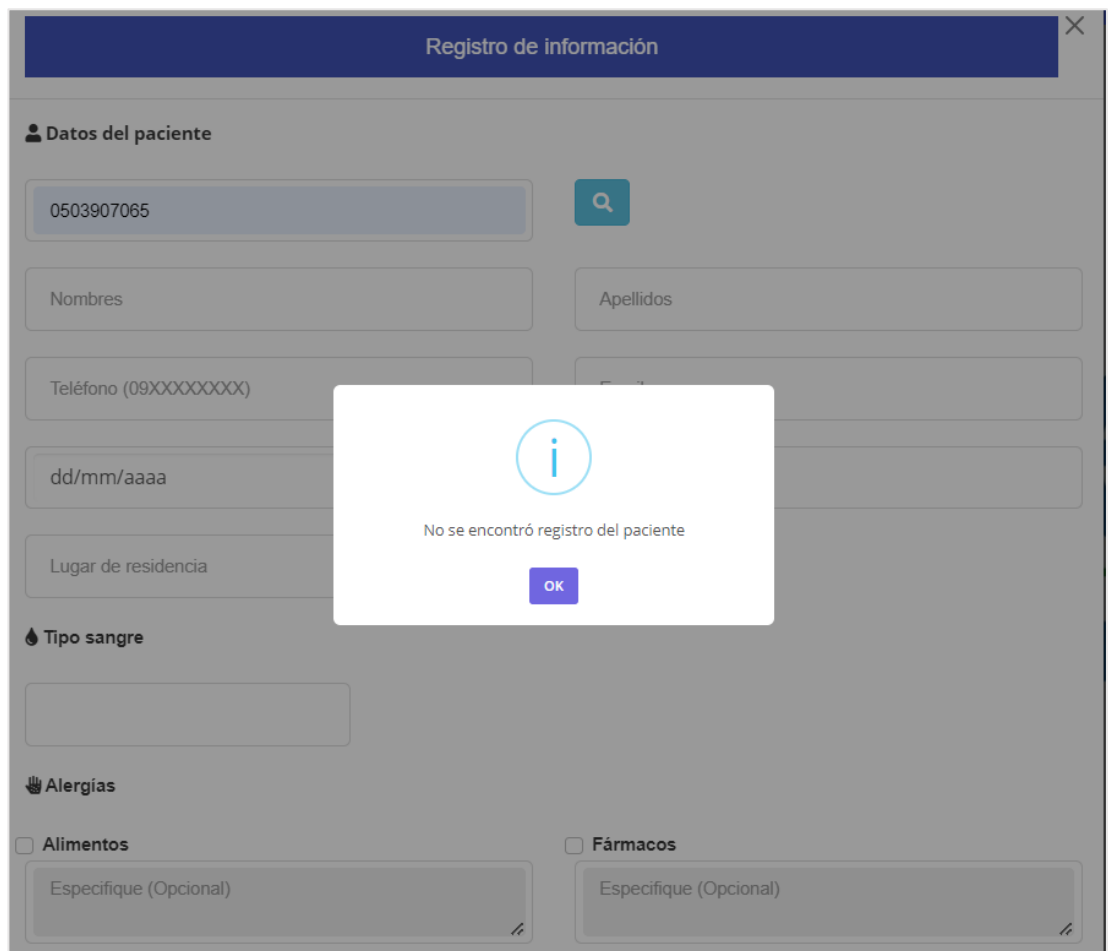 Registro de información
Datos del paciente
0503907065
Nombres
Apellidos
Teléfono (09XXXXXXXX)
dd/mm/aaaa
No se encontró registro del paciente
OK
Lugar de residencia
Tipo sangre
Alergías
Alimentos
Fármacos
Especifique (Opcional)
Especifique (Opcional)